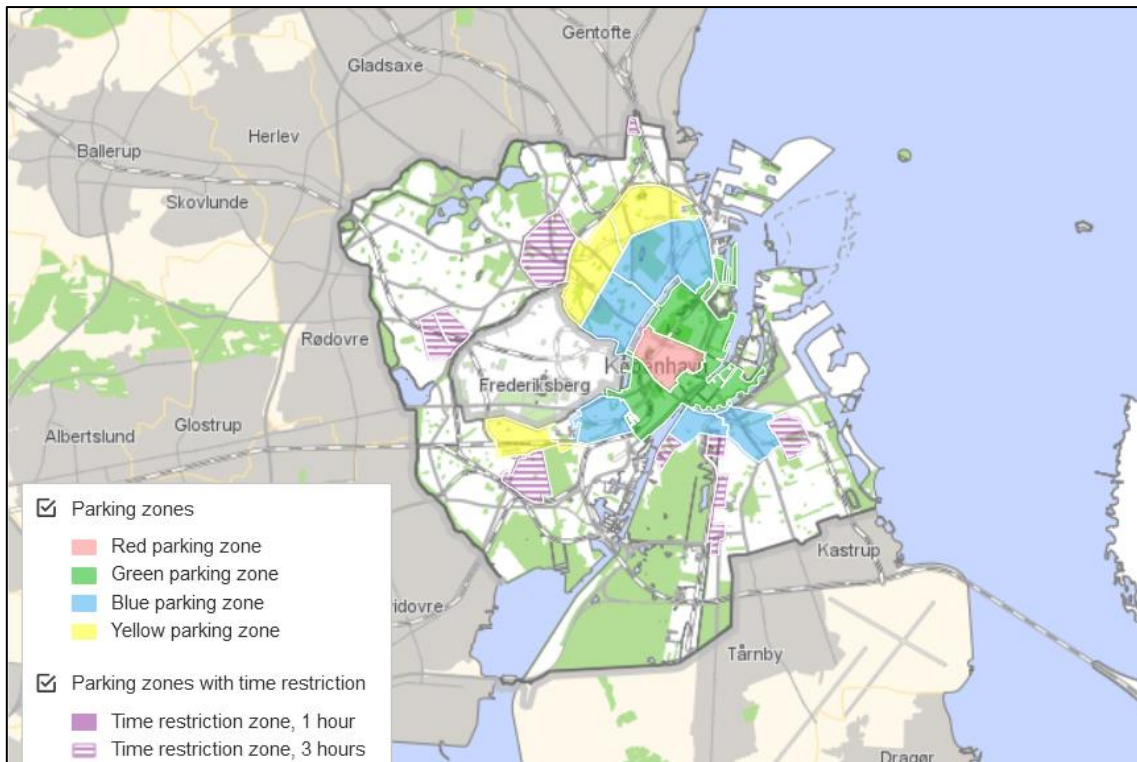 Gentofte
Gladsaxe
Herlev
Ballerup
Skovlunde
Rødovre
Frederiksberg
Albertslund
Glostrup
Parking zones
Red parking zone
Green parking zone
Blue parking zone
Yellow parking zone
Parking zones with time restriction
Time restriction zone, 1 hour
Time restriction zone, 3 hours
Kastrup
Tårnby
Dragør